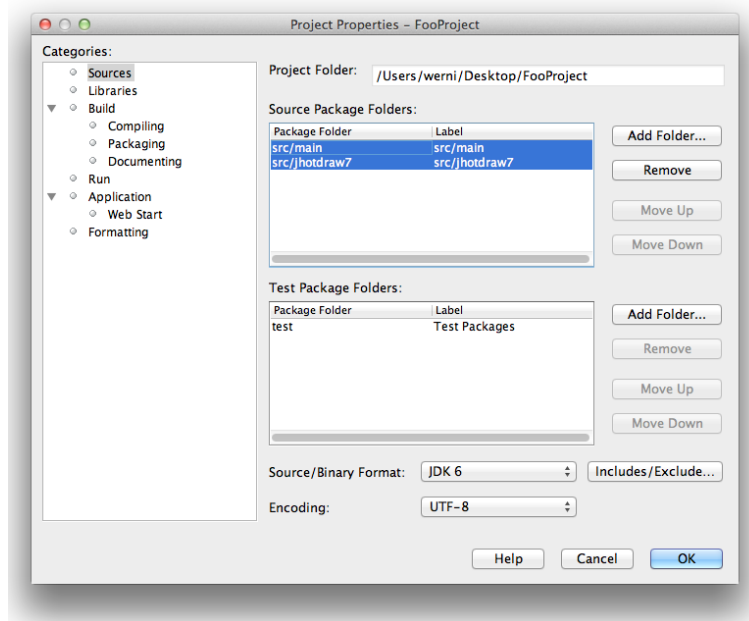 Project Properties – FooProject
Categories:
Sources
Libraries
Build
Compiling
Packaging
Documenting
Run
Application
Web Start
Formatting
Project Folder: /Users/werni/Desktop/FooProject
Source Package Folders:
Package Folder Label
src/main src/main
src/jhotdraw7 src/jhotdraw7
Add Folder...
Remove
Move Up
Move Down
Test Package Folders:
Package Folder Label
test Test Packages
Add Folder...
Remove
Move Up
Move Down
Source/Binary Format: JDK 6 Includes/Exclude...
Encoding: UTF-8
Help Cancel OK